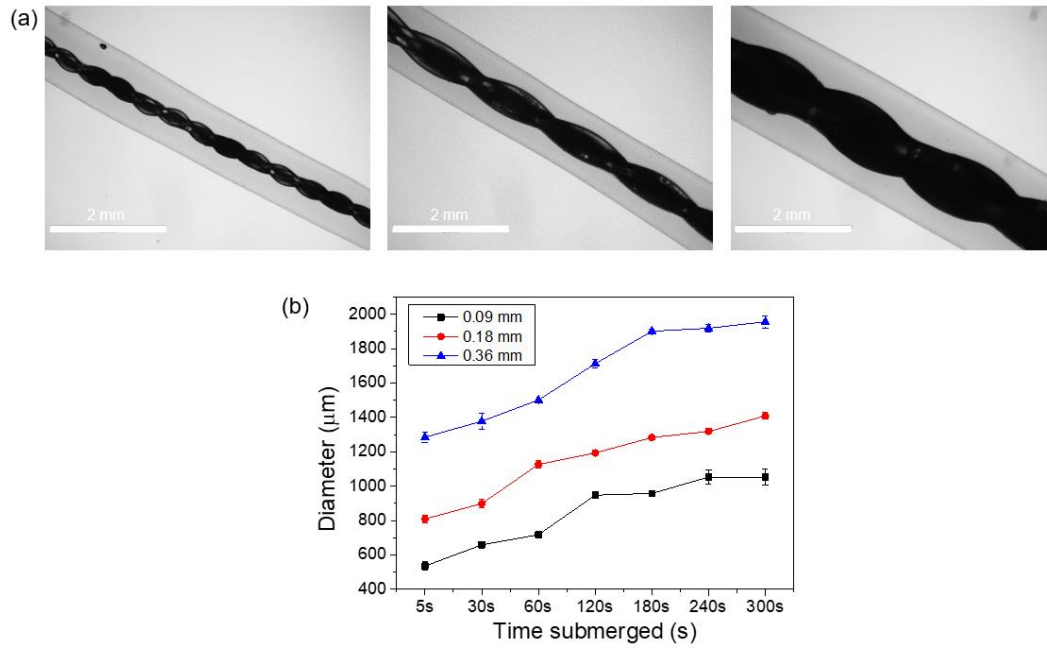 (a)
2 mm
2 mm
2 mm
(b)
0.09 mm
0.18 mm
0.36 mm
2000
1800
1600
1400
1200
1000
800
600
400
Diameter (μm)
5s 30s 60s 120s 180s 240s 300s
Time submerged (s)